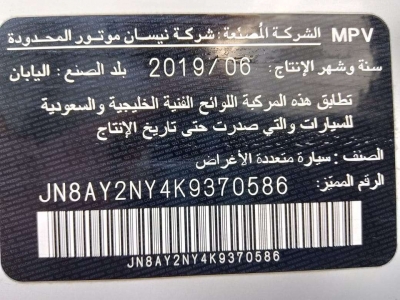 الشركة المصنعة : شركة نيسان موتور المحدودة MPV
سنة وشهر الإنتاج: 2019/06 بلد الصنع: اليابان
تطابق هذه المركبة اللوائح الفنية الخليجية والسعودية
للسيارات والتي صدرت حتى تاريخ الإنتاج
الصنف: سيارة متعددة الأغراض
الرقم المميّز: JN8AY2NY4K9370586
JN8AY2NY4K9370586